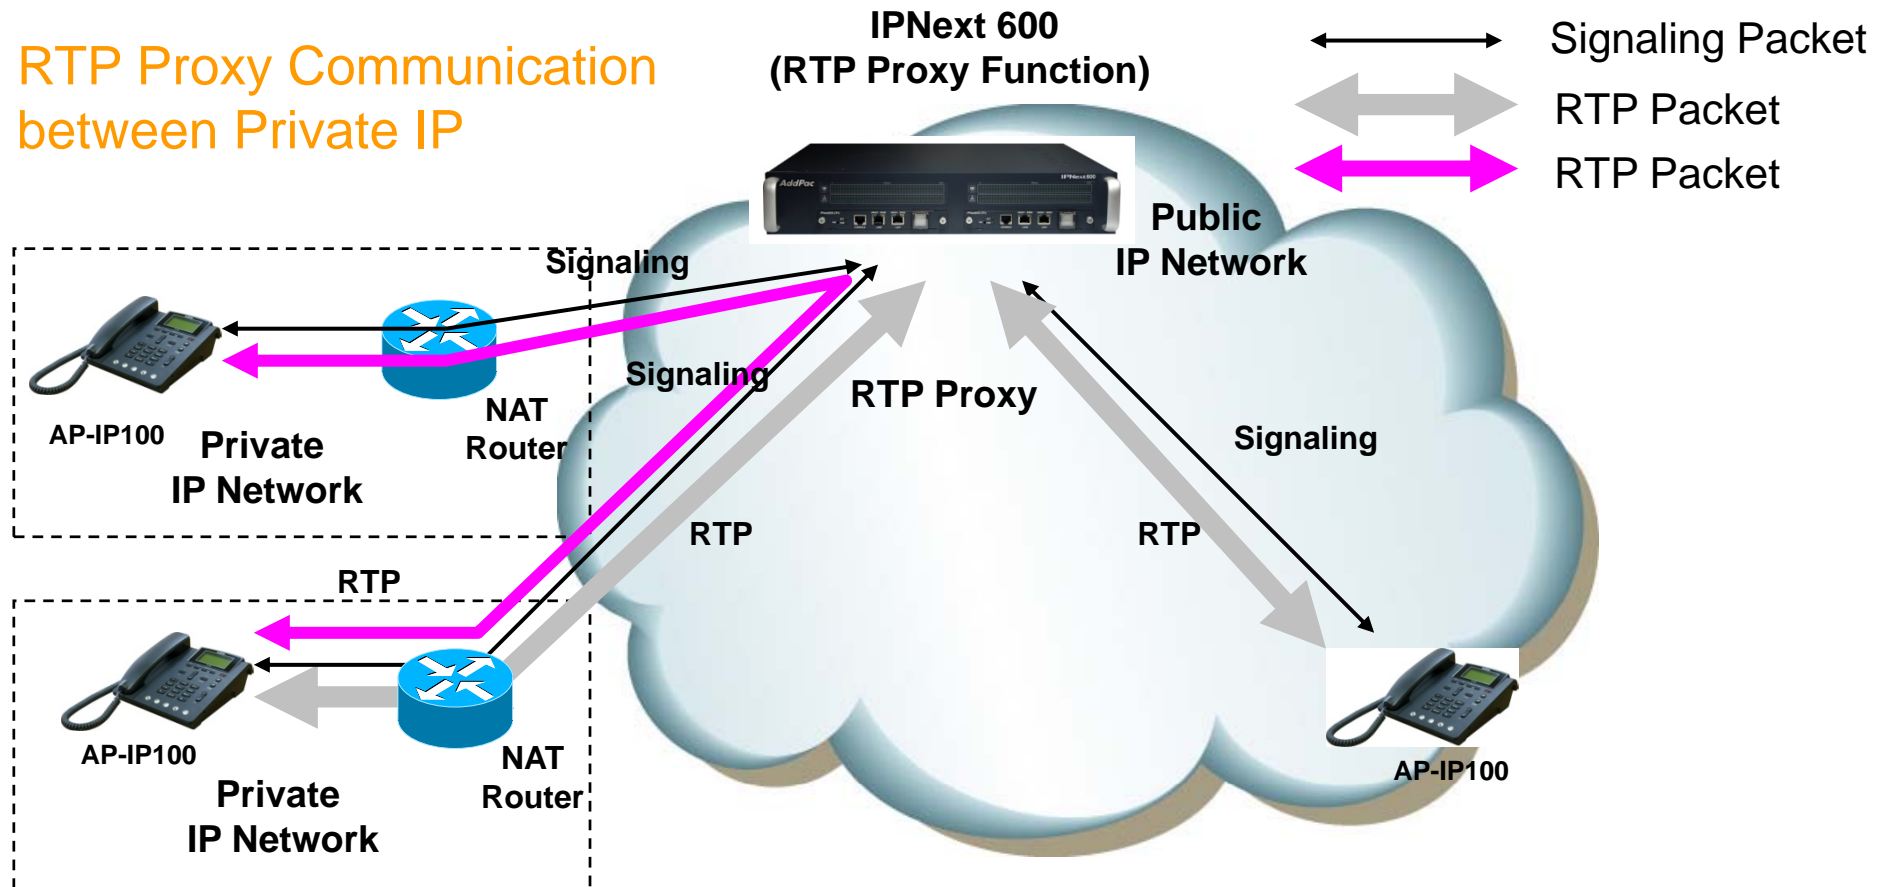 RTP Proxy Communication
between Private IP
IPNext 600
(RTP Proxy Function)
Signaling Packet
RTP Packet
RTP Packet
AddPac
IPNext600
Public
IP Network
Signaling
Signaling
RTP Proxy
Signaling
NAT
Router
AP-IP100
Private
IP Network
RTP
RTP
RTP
AP-IP100
NAT
Router
Private
IP Network
AP-IP100